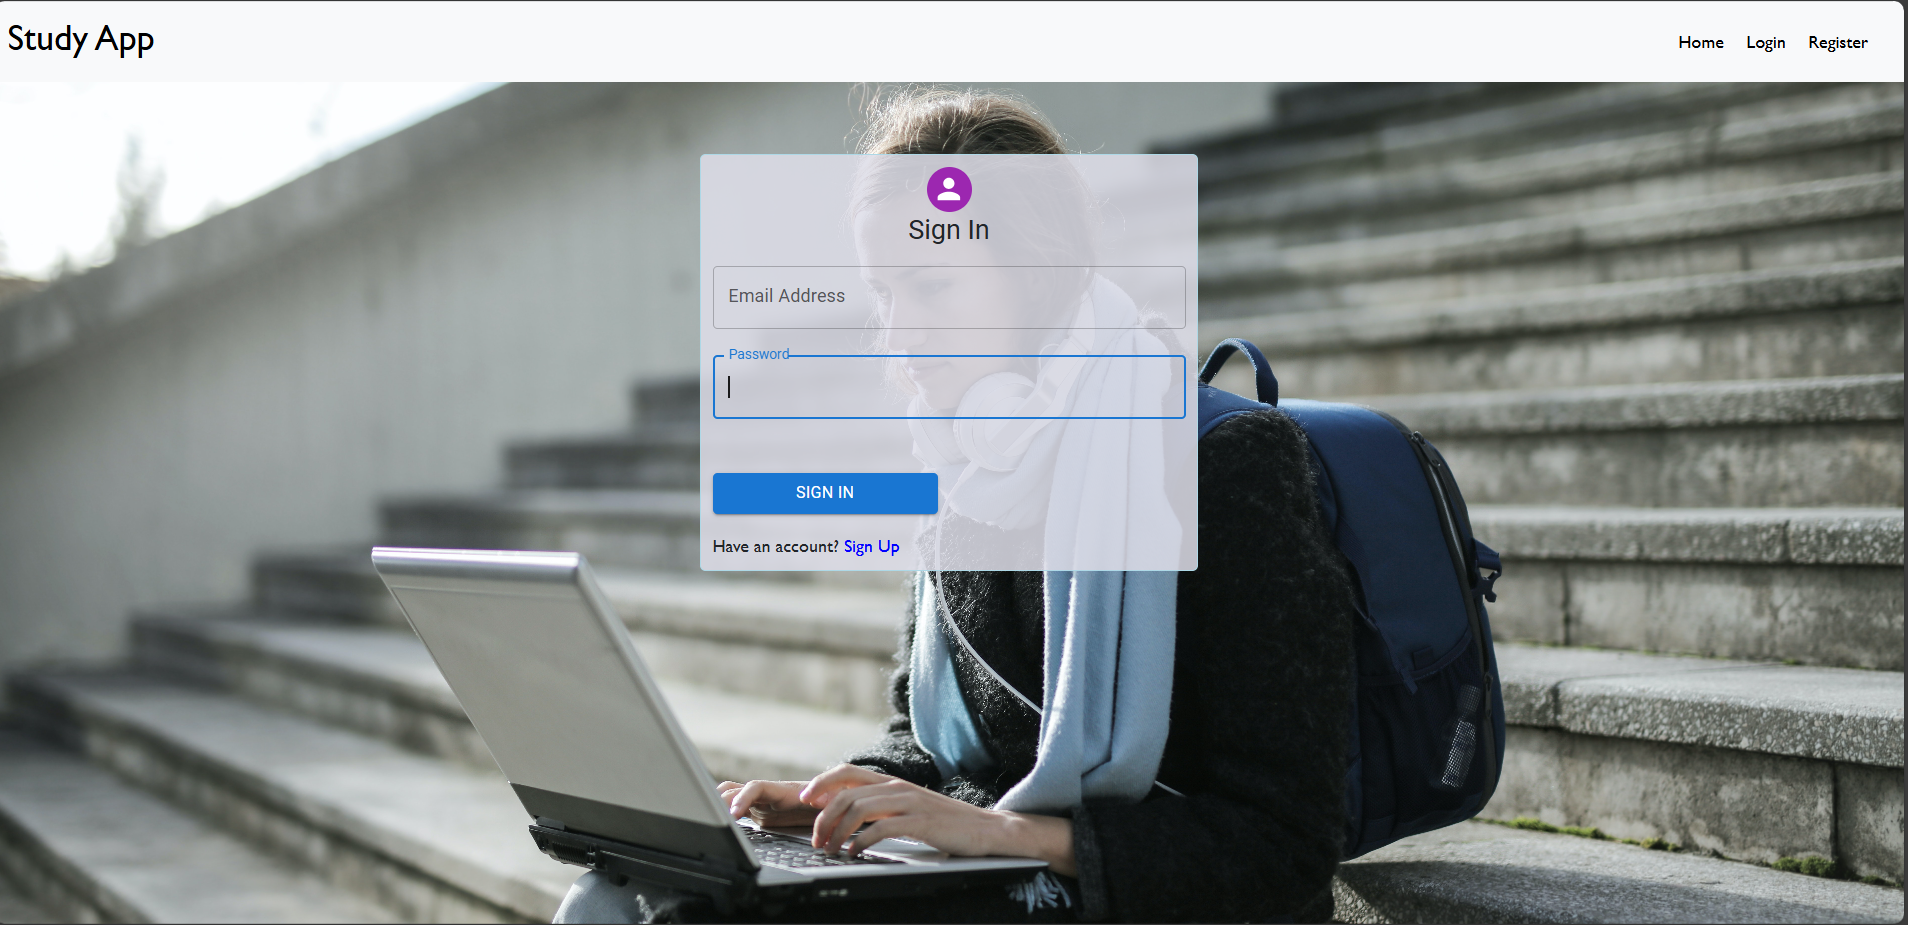 Study App
Home Login Register
Sign In
Email Address
Password
SIGN IN
Have an account? Sign Up